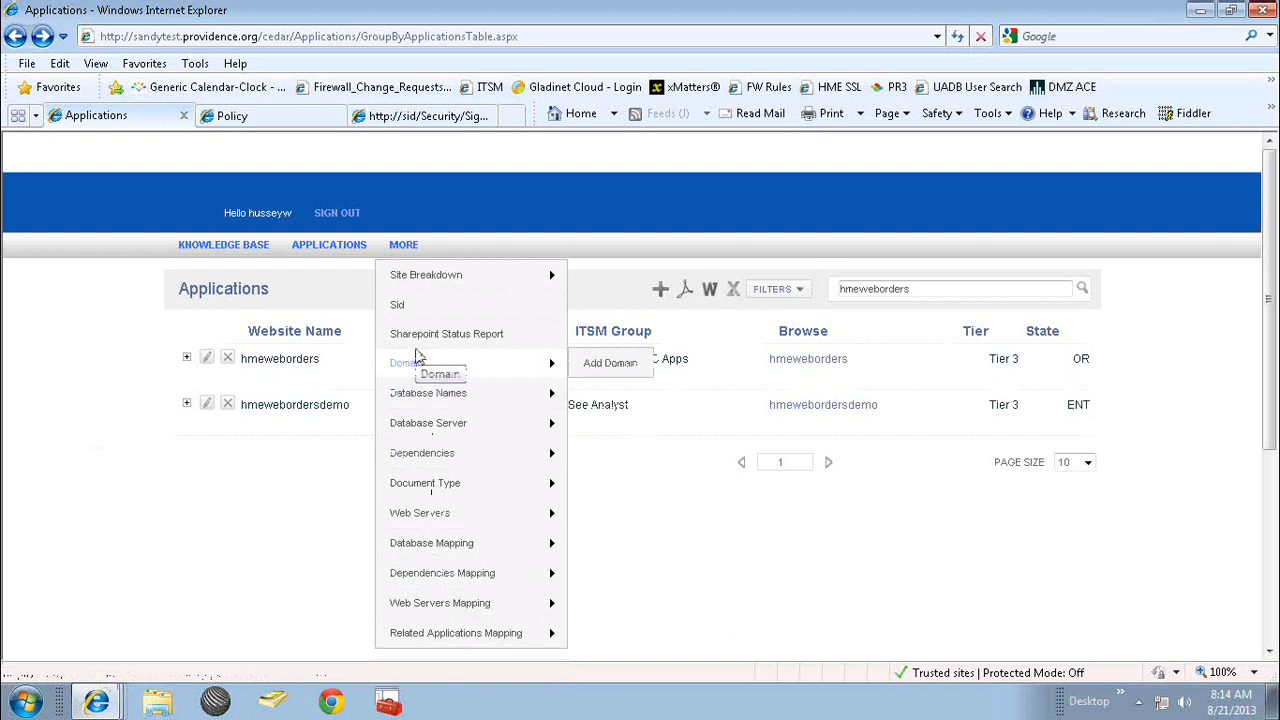 Applications - Windows Internet Explorer
http://sandytest.providence.org/cedar/Applications/GroupByApplicationsTable.aspx
Google
File Edit View Favorites Tools Help
Favorites Generic Calendar-Clock - ... Firewall_Change_Requests... ITSM Gladinet Cloud - Login xMatters® FW Rules HME SSL PR3 UADB User Search DMZ ACE
Applications Policy http://sid/Security/Sig... Home Feeds (J) Read Mail Print Page Safety Tools Help Research Fiddler
Hello husseyw SIGN OUT
KNOWLEDGE BASE APPLICATIONS MORE
Applications W X FILTERS hmeweborders
Site Breakdown
Sid
Sharepoint Status Report
Domain
Add Domain
Database Names
Database Server
Dependencies
Document Type
Web Servers
Database Mapping
Dependencies Mapping
Web Servers Mapping
Related Applications Mapping
Website Name ITSM Group Browse Tier State
hmeweborders Apps hmeweborders Tier 3 OR
hmewebordersdemo See Analyst hmewebordersdemo Tier 3 ENT
1 PAGE SIZE 10
Trusted sites | Protected Mode: Off 100%
Desktop 8:14 AM
8/21/2013